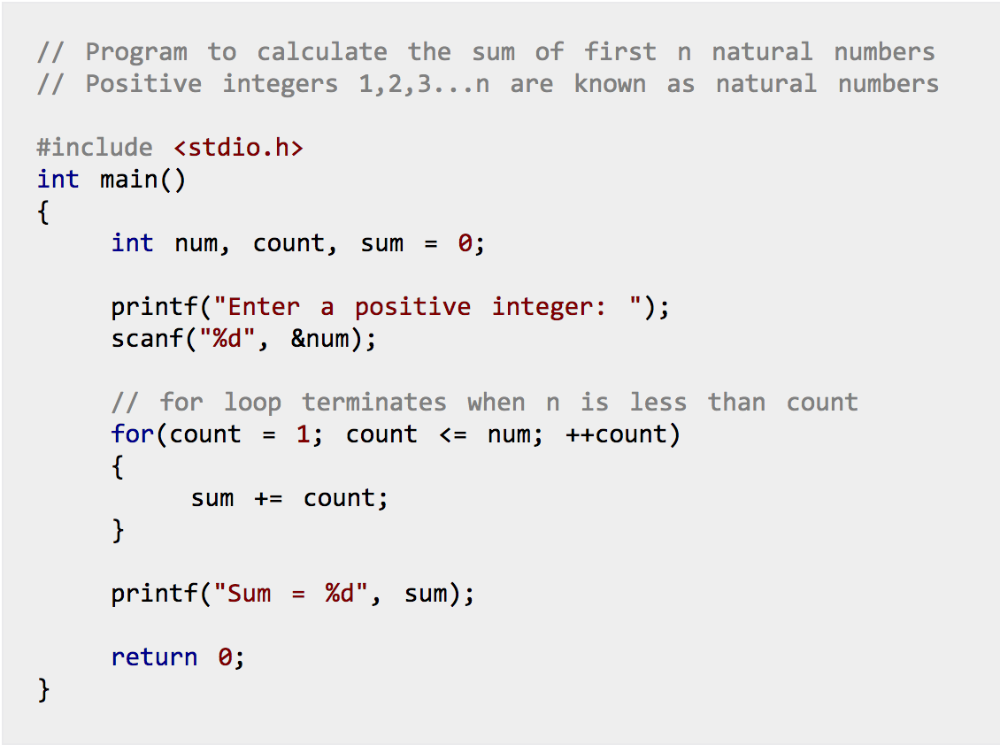 // Program to calculate the sum of first n natural numbers
// Positive integers 1,2,3...n are known as natural numbers
#include <stdio.h>
int main()
{
int num, count, sum = 0;
printf("Enter a positive integer: ");
scanf("%d", &num);
// for loop terminates when n is less than count
for(count = 1; count <= num; ++count)
{
sum += count;
}
printf("Sum = %d", sum);
return 0;
}